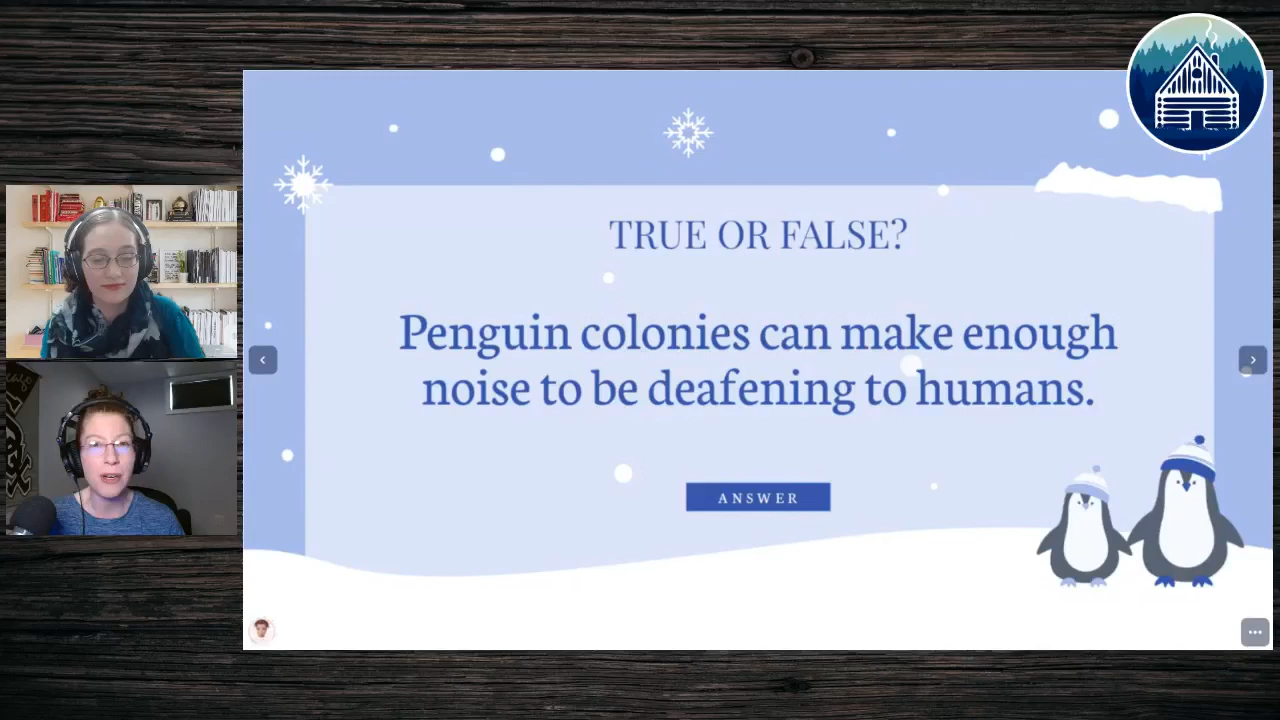 TRUE OR FALSE?
Penguin colonies can make enough
noise to be deafening to humans.
ANSWER